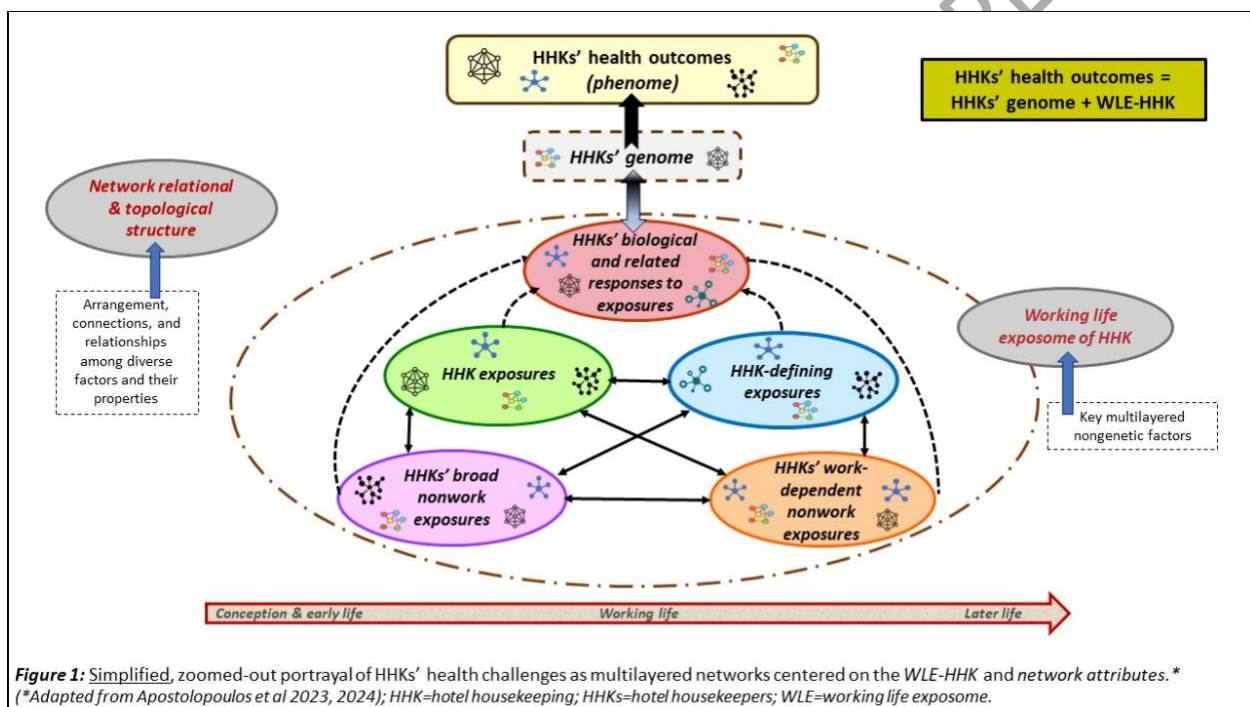 HHKs' health outcomes
(phenome)
HHKs' health outcomes =
HHKs' genome + WLE-HHK
HHKs' genome
Network relational
& topological
structure
Arrangement,
connections, and
relationships
among diverse
factors and their
properties
HHKs' biological
and related
responses to
exposures
Working life
exposome of HHK
Key multilayered
nongenetic factors
HHK exposures
HHK-defining
exposures
HHKs' broad
nonwork
exposures
HHKs' work-
dependent
nonwork
exposures
Conception & early life
Working life
Later life
Figure 1: Simplified, zoomed-out portrayal of HHKs' health challenges as multilayered networks centered on the WLE-HHK and network attributes.*
(*Adapted from Apostolopoulos et al 2023, 2024); HHK=hotel housekeeping; HHKs=hotel housekeepers; WLE=working life exposome.